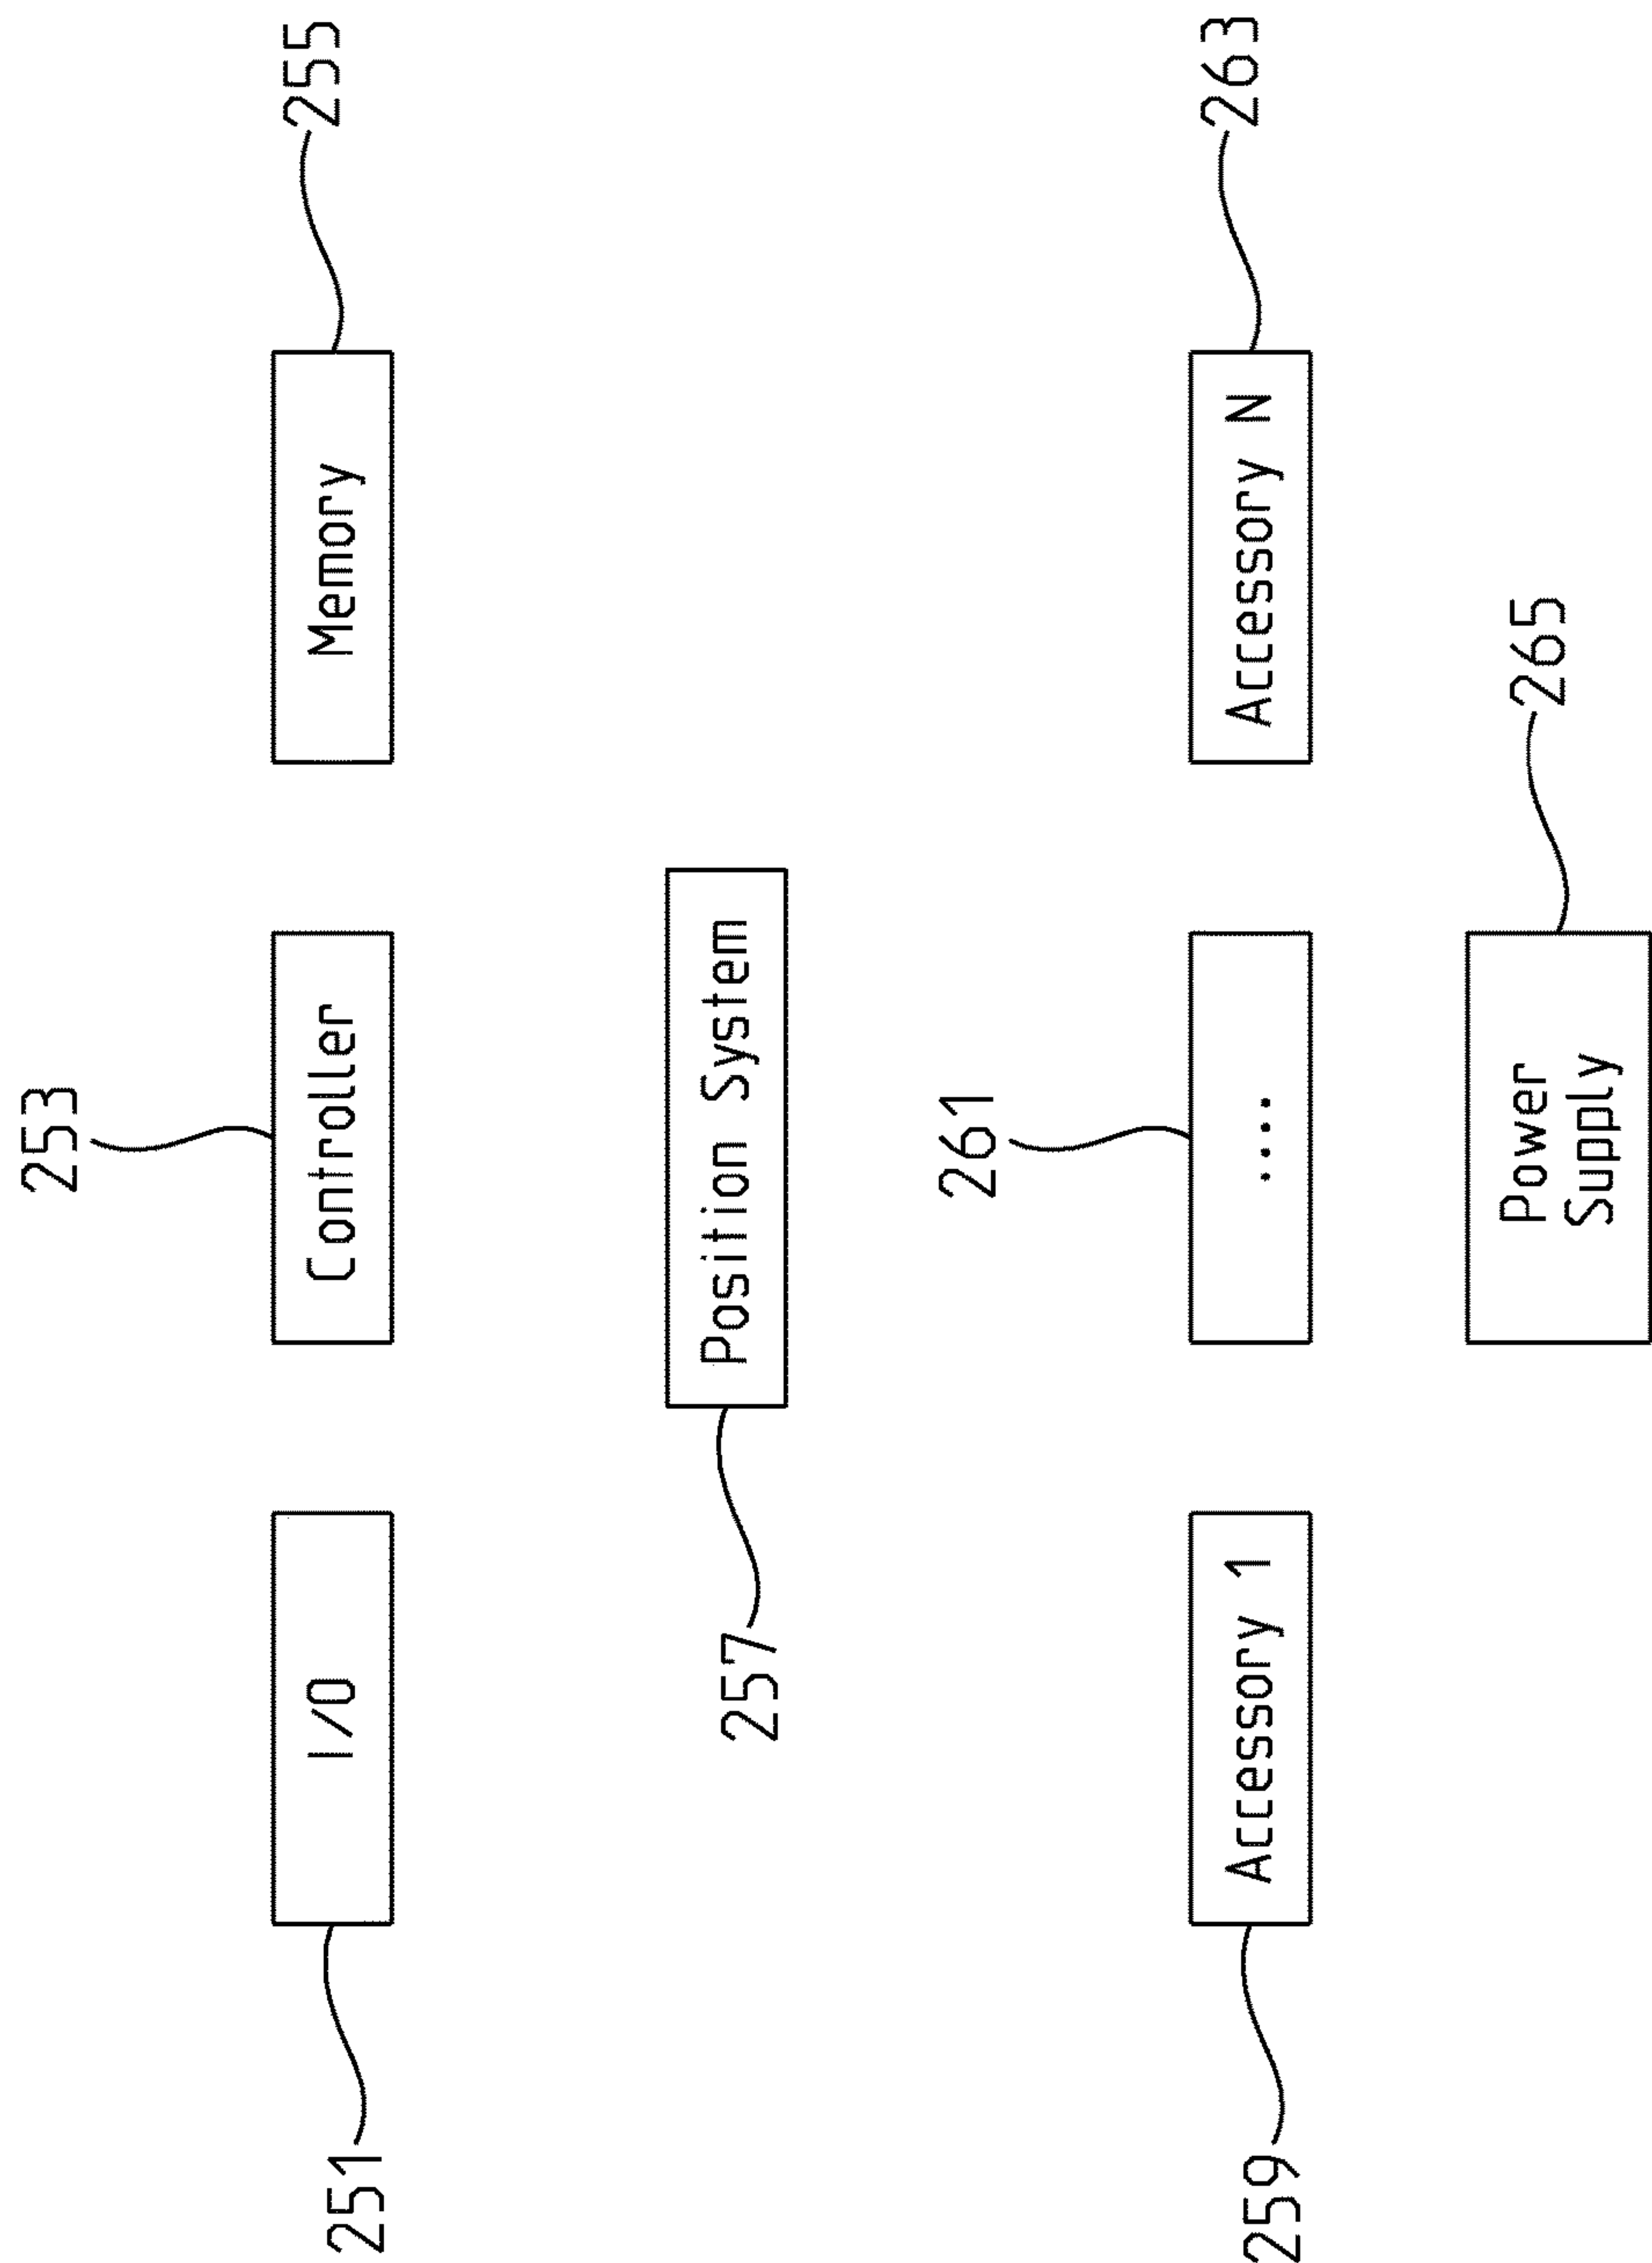 253
I/O
Controller
Memory
251
255
Position System
257
261
Accessory 1
....
Accessory N
259
263
Power
Supply
265